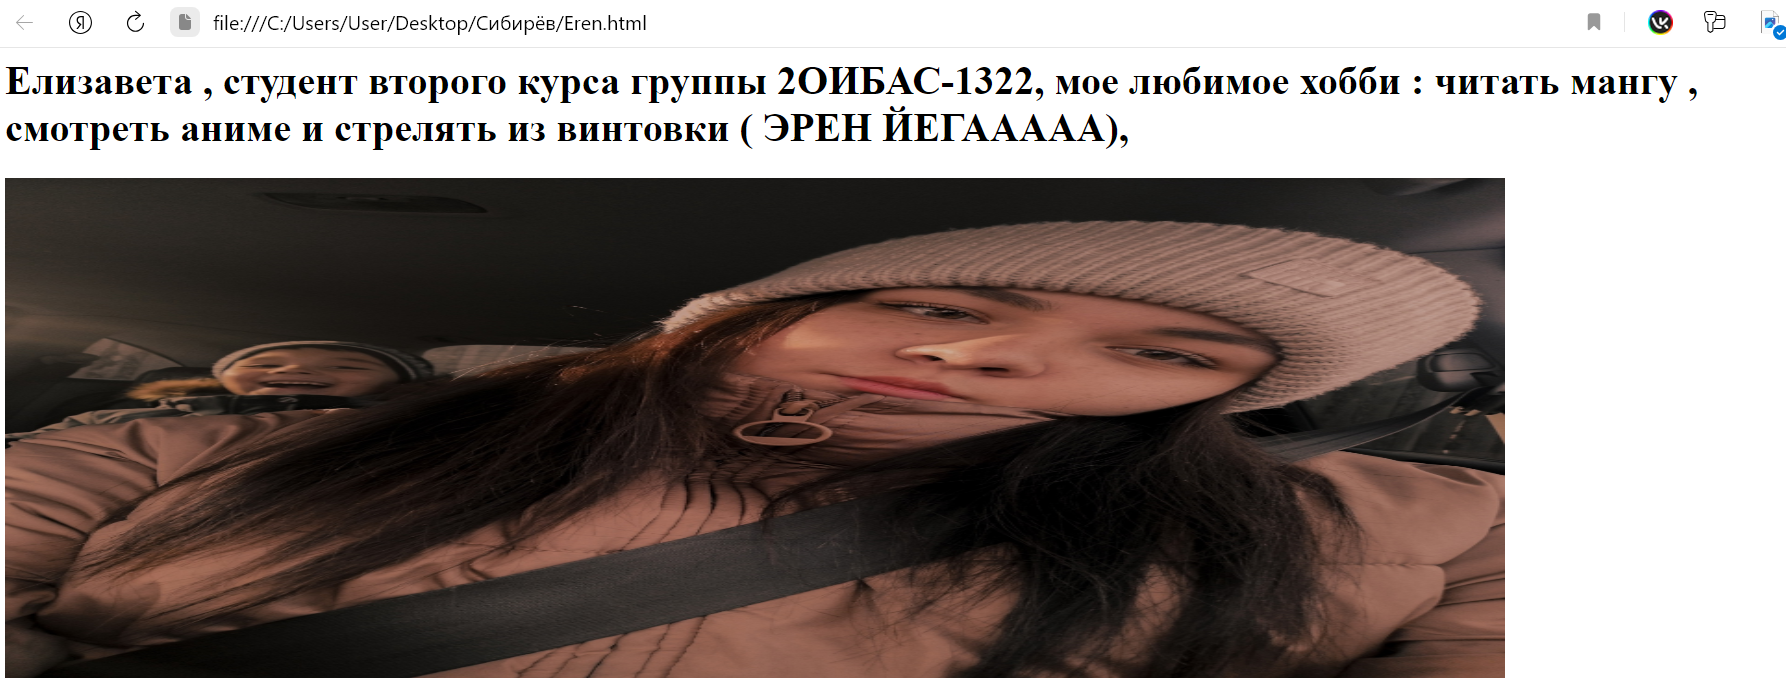 file:///C:/Users/User/Desktop/Сибирёв/Eren.html
Елизавета , студент второго курса группы 2ОИБАС-1322, мое любимое хобби : читать мангу ,
смотреть аниме и стрелять из винтовки ( ЭРЕН ЙЕГААААА),